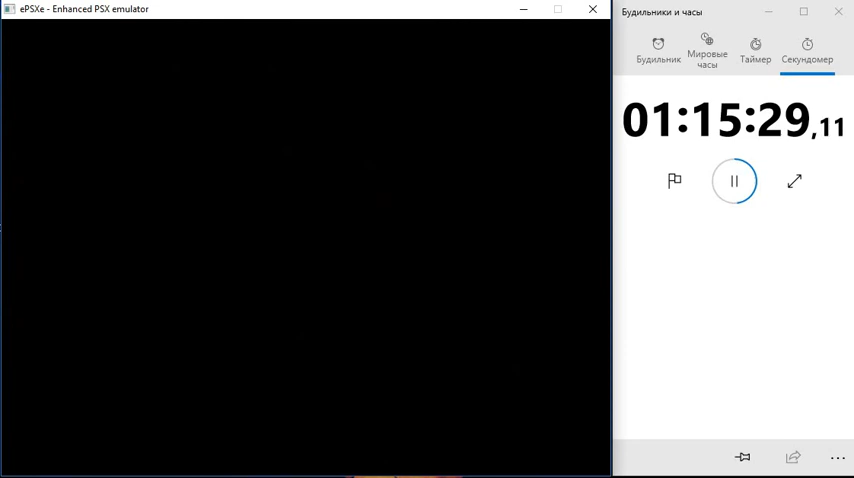 ePSXe - Enhanced PSX emulator
Будильники и часы
Будильник
Мировые
часы
Таймер
Секундомер
01:15:29,11